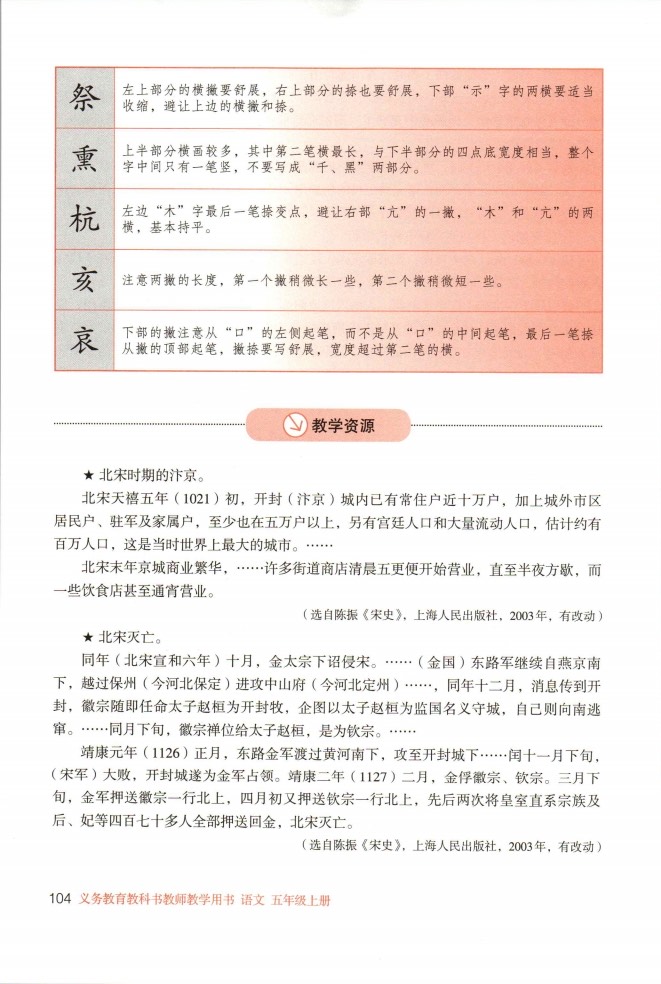 祭
左上部分的横撇要舒展，右上部分的捺也要舒展，下部“示”字的两横要适当
收缩，避让上边的横撇和捺。
熏
上半部分横画较多，其中第二笔横最长，与下半部分的四点底宽度相当，整个
字中间只有一笔竖，不要写成“千、黑”两部分。
杭
左边“木”字最后一笔捺变点，避让右部“亢”的一撇，“木”和“亢”的两
横，基本持平。
亥
注意两撇的长度，第一个撇稍微长一些，第二个撇稍微短一些。
哀
下部的撇注意从“口”的左侧起笔，而不是从“口”的中间起笔，最后一笔捺
从撇的顶部起笔，撇捺要写舒展，宽度超过第二笔的横。
教学资源
★ 北宋时期的汴京。
北宋天禧五年（1021）初，开封（汴京）城内已有常住户近十万户，加上城外市区
居民户、驻军及家属户，至少也在五万户以上，另有宫廷人口和大量流动人口，估计约有
百万人口，这是当时世界上最大的城市。……
北宋末年京城商业繁华，……许多街道商店清晨五更便开始营业，直至半夜方歇，而
一些饮食店甚至通宵营业。
（选自陈振《宋史》，上海人民出版社，2003年，有改动）
★ 北宋灭亡。
同年（北宋宣和六年）十月，金太宗下诏侵宋。……（金国）东路军继续自燕京南
下，越过保州（今河北保定）进攻中山府（今河北定州）……，同年十二月，消息传到开
封，徽宗随即任命太子赵桓为开封牧，企图以太子赵桓为监国名义守城，自己则向南逃
窜。……同月下旬，徽宗禅位给太子赵桓，是为钦宗。……
靖康元年（1126）正月，东路金军渡过黄河南下，攻至开封城下……闰十一月下旬，
（宋军）大败，开封城遂为金军占领。靖康二年（1127）二月，金俘徽宗、钦宗。三月下
旬，金军押送徽宗一行北上，四月初又押送钦宗一行北上，先后两次将皇室直系宗族及
后、妃等四百七十多人全部押送回金，北宋灭亡。
（选自陈振《宋史》，上海人民出版社，2003年，有改动）
104 义务教育教科书教师教学用书 语文 五年级上册